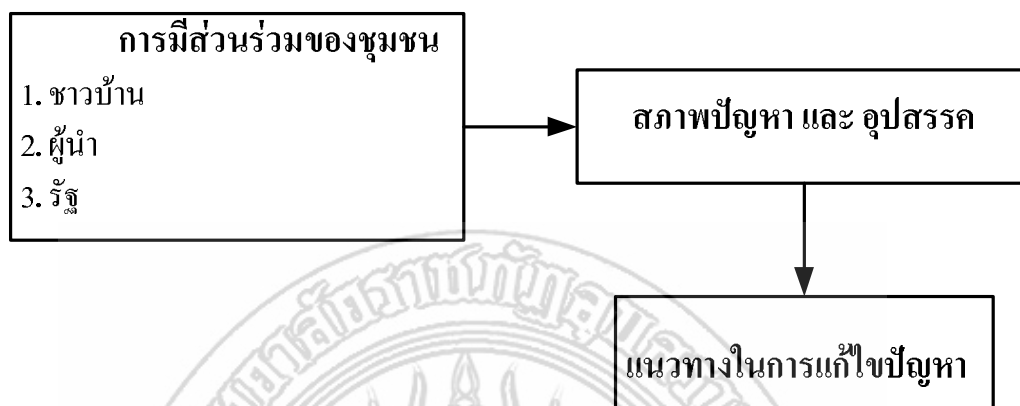 การมีส่วนร่วมของชุมชน
1. ชาวบ้าน
2. ผู้นำ
3. รัฐ
สภาพปัญหา และ อุปสรรค
แนวทางในการแก้ไขปัญหา